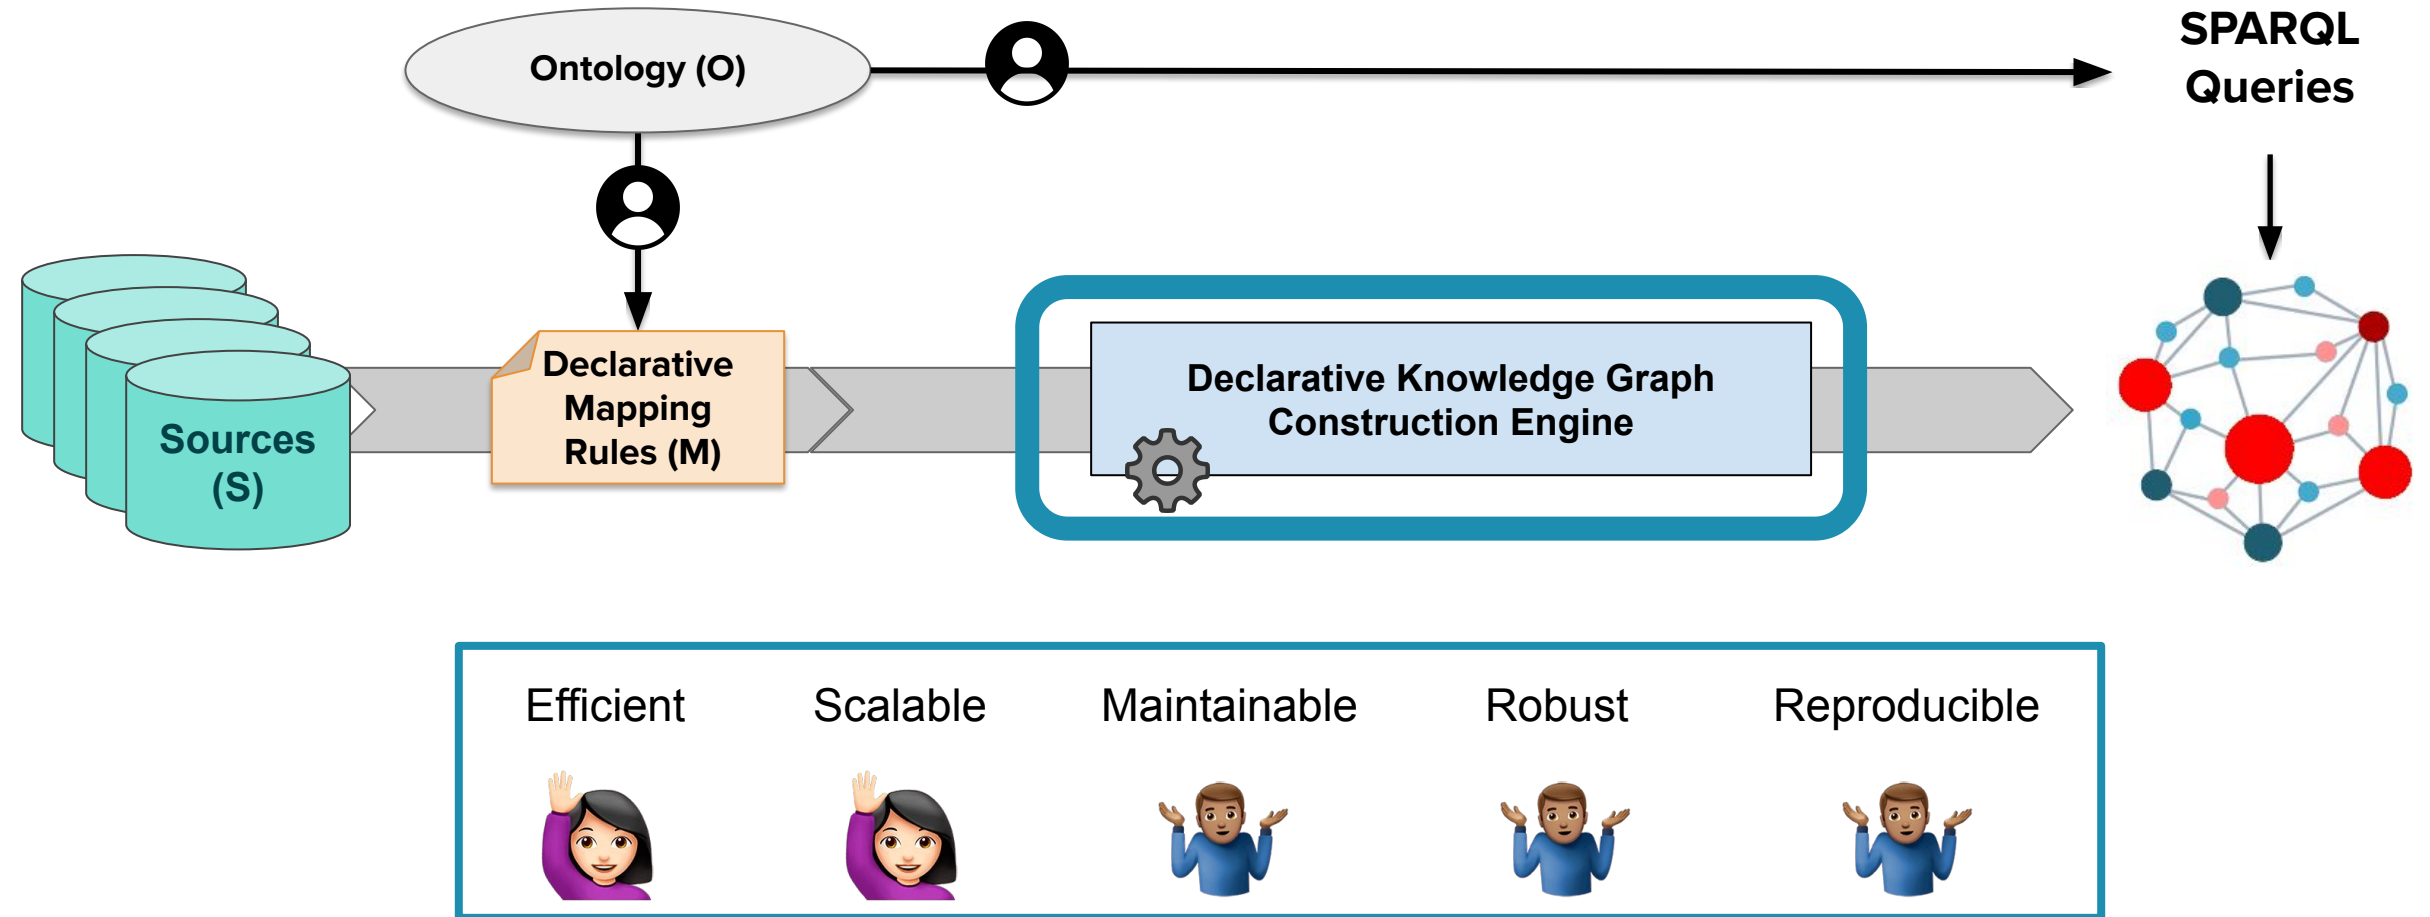 Ontology (O)
SPARQL
Queries
Sources
(S)
Declarative
Mapping
Rules (M)
Declarative Knowledge Graph
Construction Engine
Efficient
Scalable
Maintainable
Robust
Reproducible